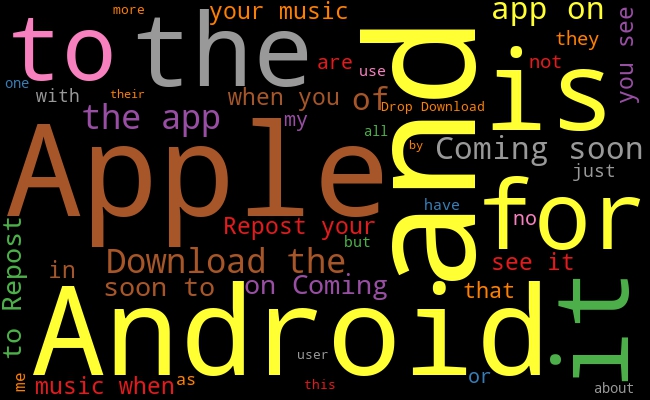 more
your music
app on
to
the
they
you see
are
not
use
one
is
with
their
when you
of
Drop Download
the app
my
all
by
Coming soon
and
just
Apple
for
have
no
Repost your
but
to Repost
Download the
see it
in
soon to
on Coming
that
it
Android
user
or
me
music when
as
this
about